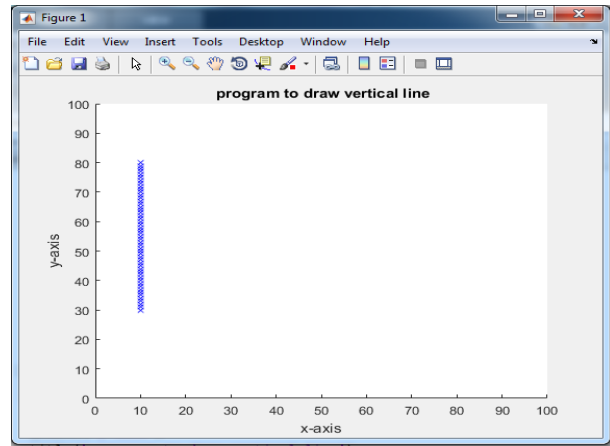 Figure 1
File Edit View Insert Tools Desktop Window Help
program to draw vertical line
100
90
80
70
60
50
40
30
20
10
0
y-axis
0 10 20 30 40 50 60 70 80 90 100
x-axis